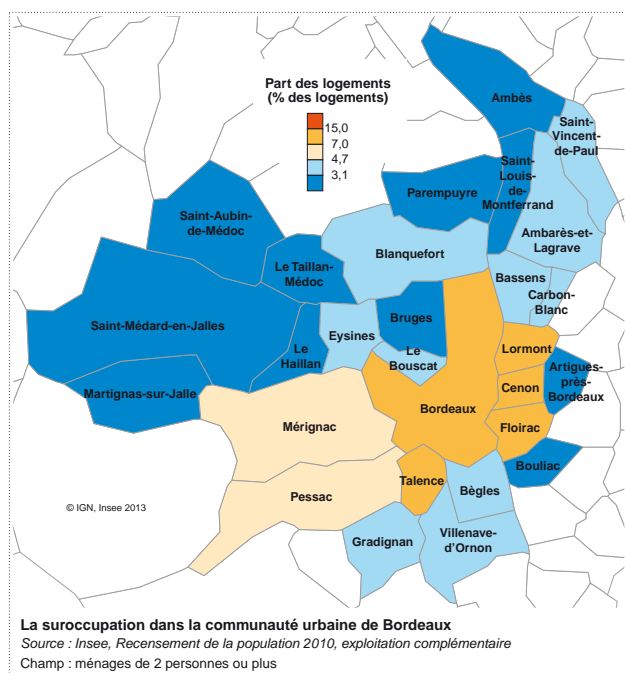 Part des logements
(% des logements)
15,0
7,0
4,7
3,1
Ambès
Saint-
Vincent-
de-Paul
Saint-
Louis-
de-
Montferrand
Parempuyre
Saint-Aubin-
de-Médoc
Ambarès-et-
Lagrave
Blanquefort
Le Taillan-
Médoc
Bassens
Carbon-
Blanc
Saint-Médard-en-Jalles
Bruges
Eysines
Lormont
Le
Haillan
Le
Bouscat
Artigues-
près-
Bordeaux
Cenon
Martignas-sur-Jalle
Bordeaux
Floirac
Mérignac
Bouliac
Talence
Bègles
Pessac
© IGN, Insee 2013
Gradignan
Villenave-
d'Ornon
La suroccupation dans la communauté urbaine de Bordeaux
Source : Insee, Recensement de la population 2010, exploitation complémentaire
Champ : ménages de 2 personnes ou plus